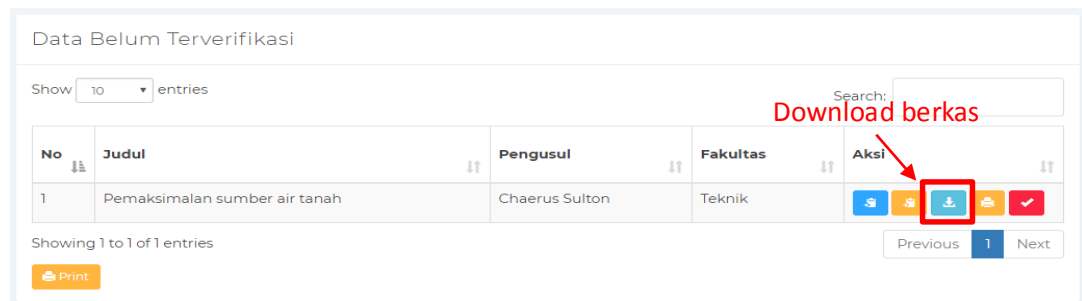 Data Belum Terverifikasi
Show 10 entries
Search:
Download berkas
No Judul Pengusul Fakultas Aksi
1 Pemaksimalan sumber air tanah Chaerus Sulton Teknik
Showing 1 to 1 of 1 entries
Previous 1 Next
Print